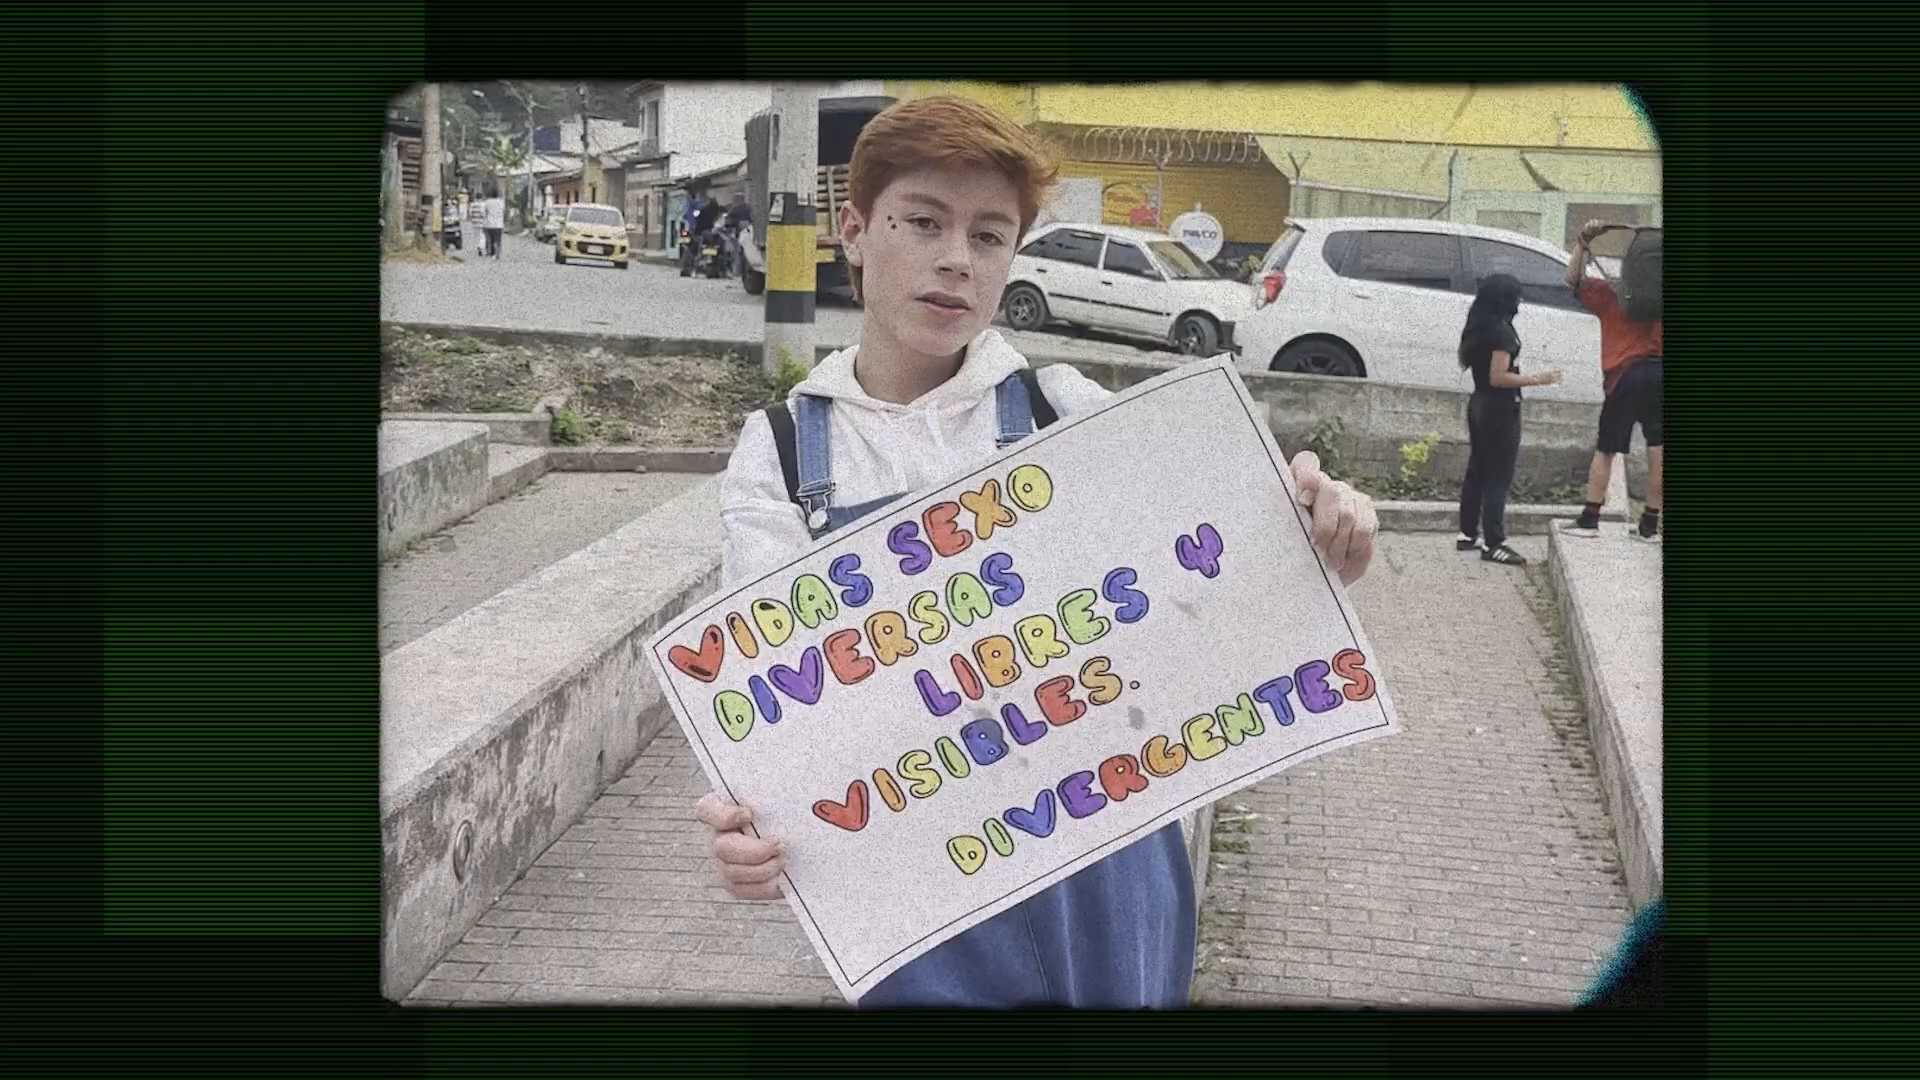 VIDAS SEXO
DIVERSAS
LIBRES Y
VISIBLES.
DIVERGENTES